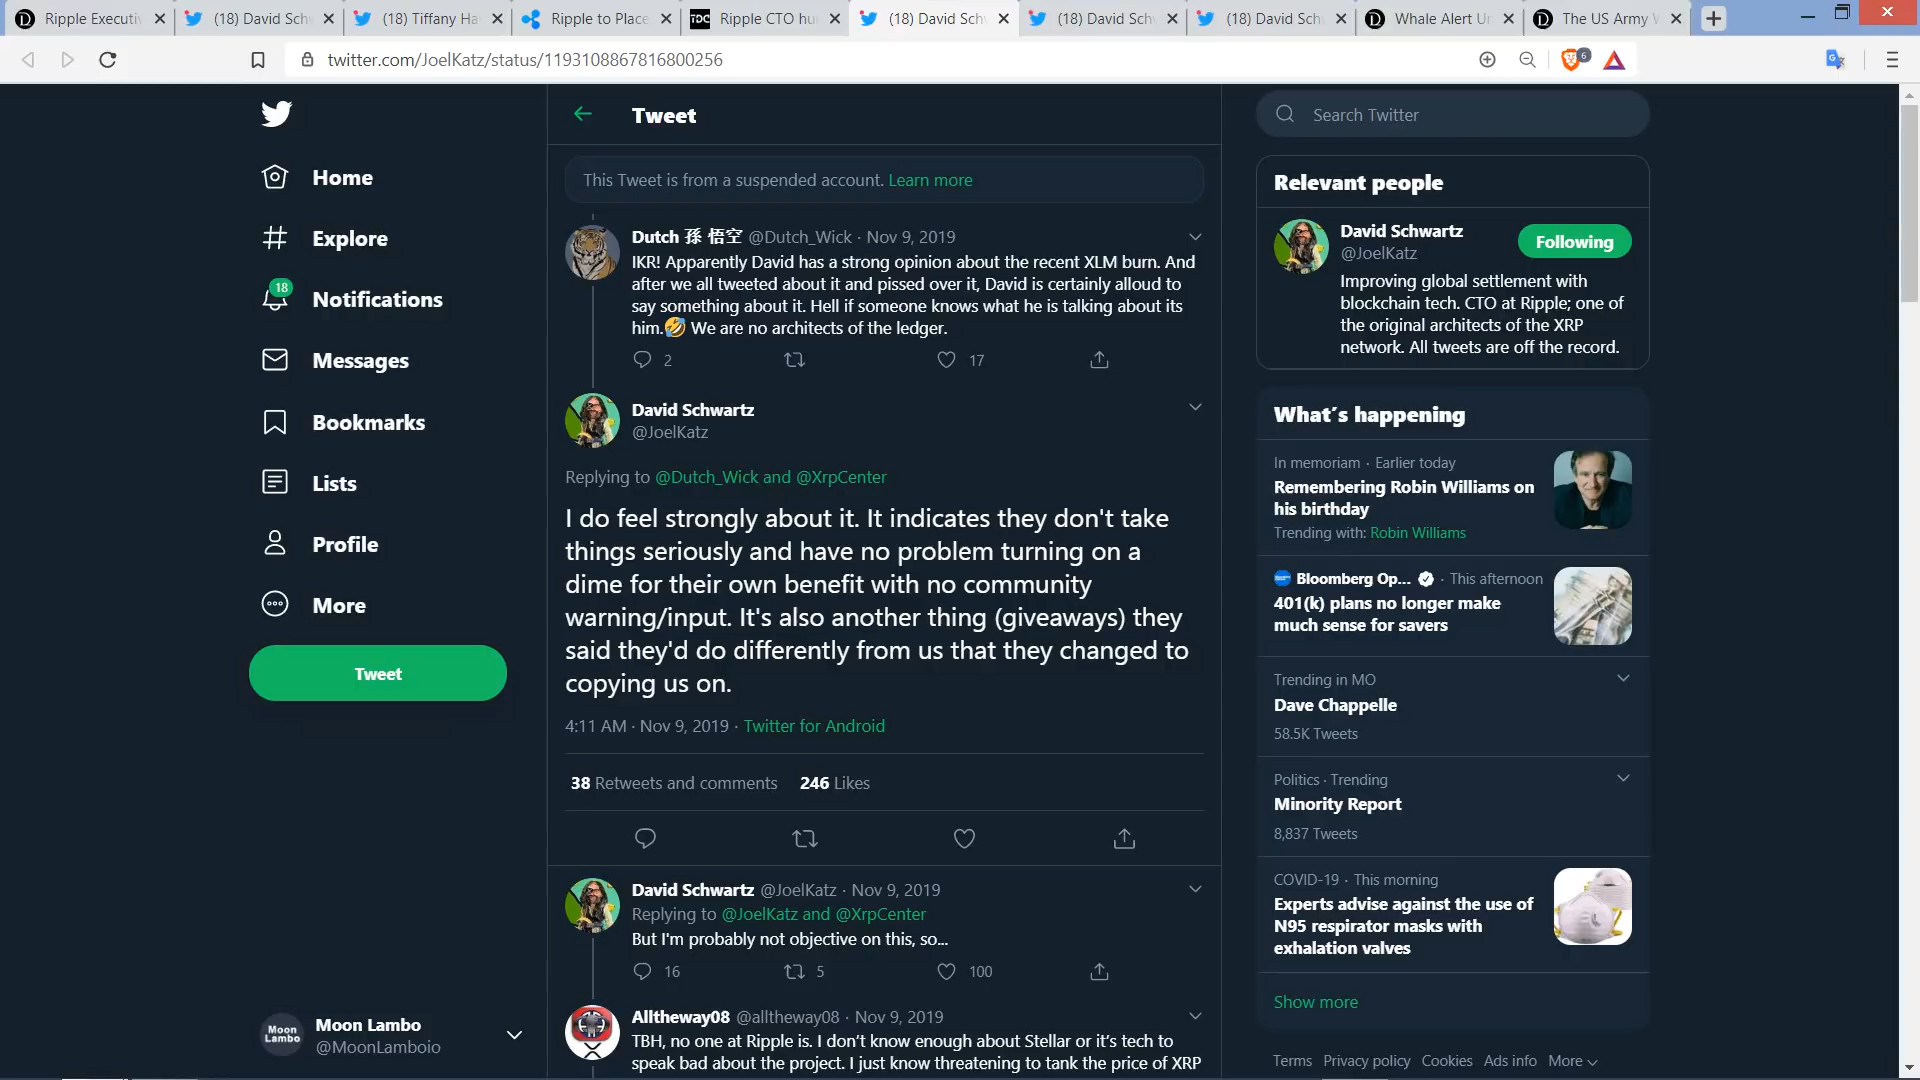 Ripple Executiv
(18) David Sch
(18) Tiffany Ha
Ripple to Place
TDC Ripple CTO hu
(18) David Sch
(18) David Sch
(18) David Sch
Whale Alert Ur
The US Army
twitter.com/JoelKatz/status/1193108867816800256
6
Home
Explore
18
Notifications
Messages
Bookmarks
Lists
Profile
More
Tweet
Moon Lambo
Moon Lambo
@MoonLamboio
Tweet
This Tweet is from a suspended account. Learn more
Dutch 孫 悟空 @Dutch_Wick · Nov 9, 2019
IKR! Apparently David has a strong opinion about the recent XLM burn. And
after we all tweeted about it and pissed over it, David is certainly alloud to
say something about it. Hell if someone knows what he is talking about its
him.🤣 We are no architects of the ledger.
2
17
David Schwartz
@JoelKatz
Replying to @Dutch_Wick and @XrpCenter
I do feel strongly about it. It indicates they don't take
things seriously and have no problem turning on a
dime for their own benefit with no community
warning/input. It's also another thing (giveaways) they
said they'd do differently from us that they changed to
copying us on.
4:11 AM · Nov 9, 2019 · Twitter for Android
38 Retweets and comments 246 Likes
David Schwartz @JoelKatz · Nov 9, 2019
Replying to @JoelKatz and @XrpCenter
But I'm probably not objective on this, so...
16
5
100
Alltheway08 @alltheway08 · Nov 9, 2019
TBH, no one at Ripple is. I don't know enough about Stellar or it's tech to
speak bad about the project. I just know threatening to tank the price of XRP
Search Twitter
Relevant people
David Schwartz
@JoelKatz
Following
Improving global settlement with
blockchain tech. CTO at Ripple; one of
the original architects of the XRP
network. All tweets are off the record.
What's happening
In memoriam · Earlier today
Remembering Robin Williams on
his birthday
Trending with: Robin Williams
Bloomberg Op... · This afternoon
401(k) plans no longer make
much sense for savers
Trending in MO
Dave Chappelle
58.5K Tweets
Politics · Trending
Minority Report
8,837 Tweets
COVID-19 · This morning
Experts advise against the use of
N95 respirator masks with
exhalation valves
Show more
Terms Privacy policy Cookies Ads info More